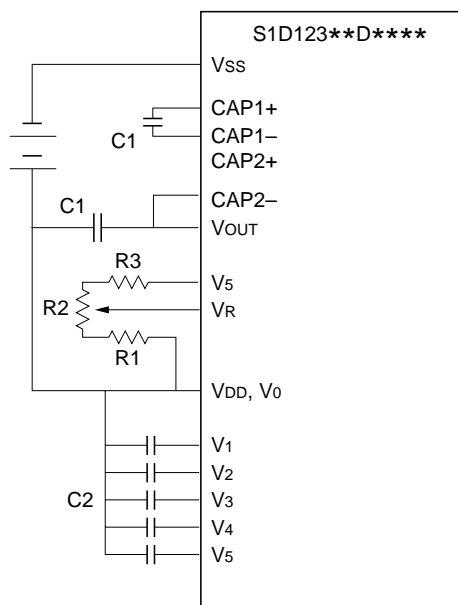 S1D123**D****
VSS
CAP1+
C1
CAP1–
CAP2+
CAP2–
C1
VOUT
R3
V5
R2
VR
R1
VDD, V0
V1
V2
C2
V3
V4
V5